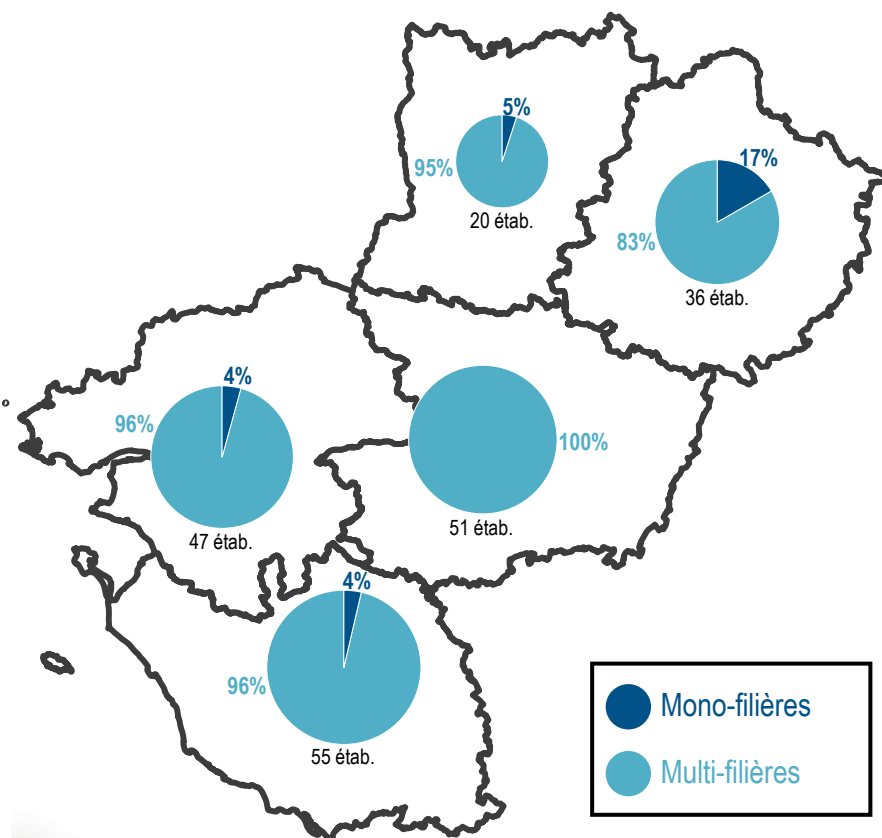 5%
95%
20 étab.
17%
83%
36 étab.
4%
96%
47 étab.
100%
51 étab.
4%
96%
55 étab.
Mono-filières
Multi-filières